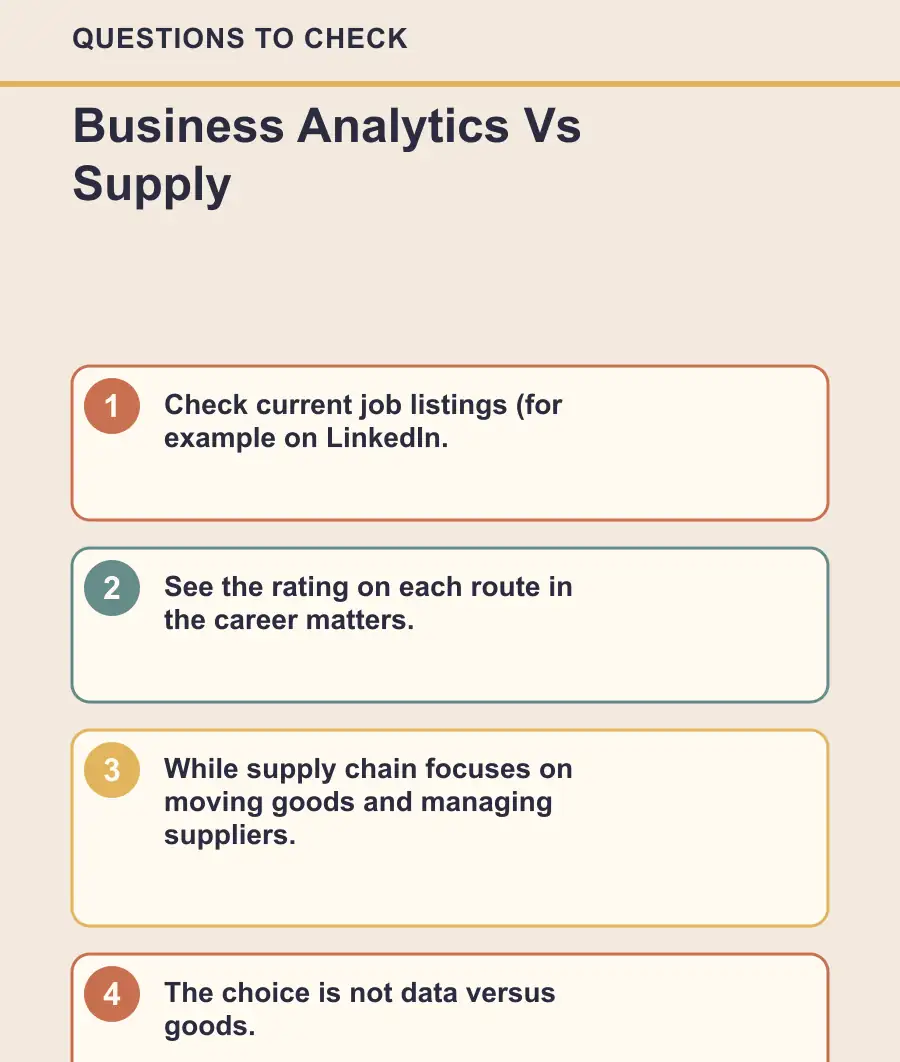 QUESTIONS TO CHECK
Business Analytics Vs
Supply
1
Check current job listings (for
example on LinkedIn.
2
See the rating on each route in
the career matters.
3
While supply chain focuses on
moving goods and managing
suppliers.
4
The choice is not data versus
goods.